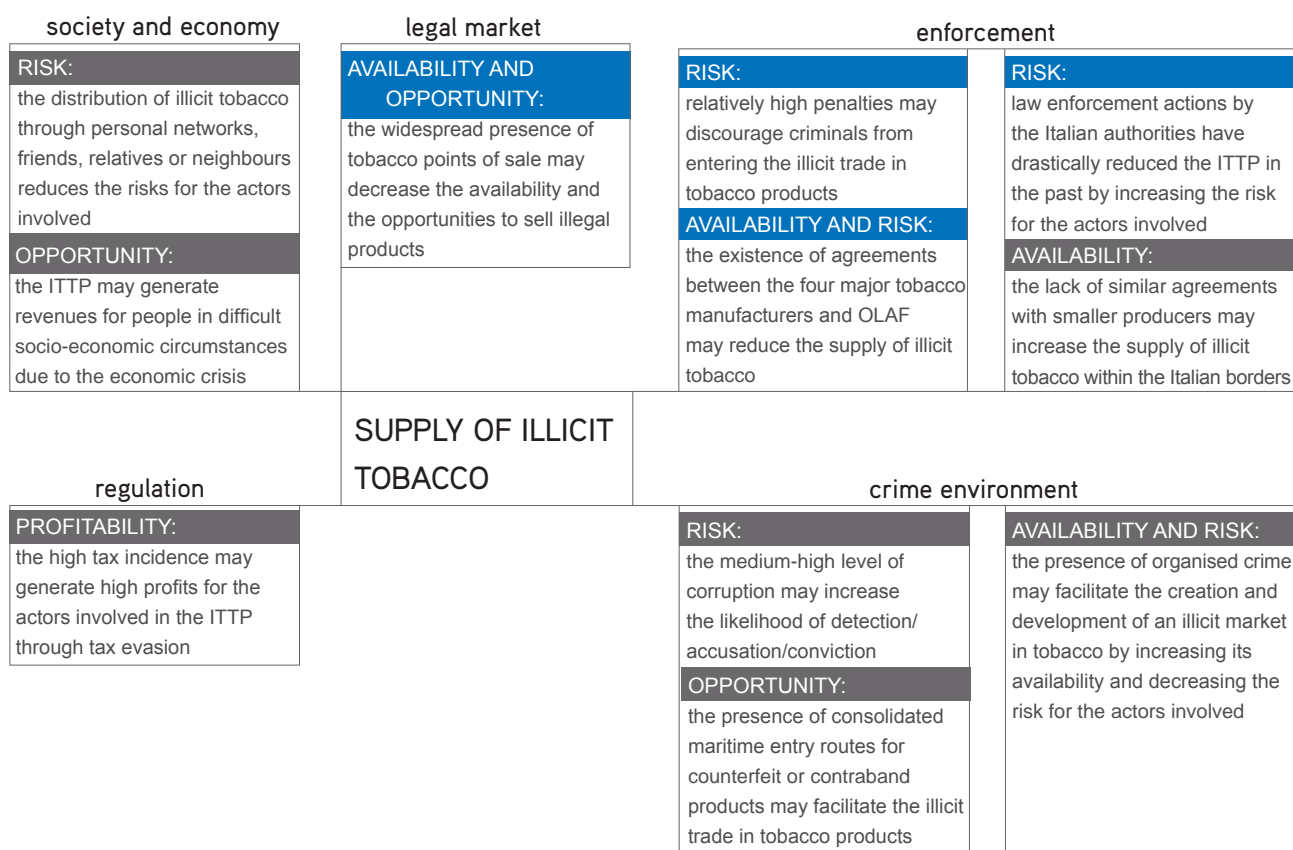 society and economy
RISK:
the distribution of illicit tobacco
through personal networks,
friends, relatives or neighbours
reduces the risks for the actors
involved
OPPORTUNITY:
the ITTP may generate
revenues for people in difficult
socio-economic circumstances
due to the economic crisis
legal market
AVAILABILITY AND
OPPORTUNITY:
the widespread presence of
tobacco points of sale may
decrease the availability and
the opportunities to sell illegal
products
enforcement
RISK:
relatively high penalties may
discourage criminals from
entering the illicit trade in
tobacco products
AVAILABILITY AND RISK:
the existence of agreements
between the four major tobacco
manufacturers and OLAF
may reduce the supply of illicit
tobacco
RISK:
law enforcement actions by
the Italian authorities have
drastically reduced the ITTP in
the past by increasing the risk
for the actors involved
AVAILABILITY:
the lack of similar agreements
with smaller producers may
increase the supply of illicit
tobacco within the Italian borders
SUPPLY OF ILLICIT
TOBACCO
regulation
PROFITABILITY:
the high tax incidence may
generate high profits for the
actors involved in the ITTP
through tax evasion
crime environment
RISK:
the medium-high level of
corruption may increase
the likelihood of detection/
accusation/conviction
OPPORTUNITY:
the presence of consolidated
maritime entry routes for
counterfeit or contraband
products may facilitate the illicit
trade in tobacco products
AVAILABILITY AND RISK:
the presence of organised crime
may facilitate the creation and
development of an illicit market
in tobacco by increasing its
availability and decreasing the
risk for the actors involved